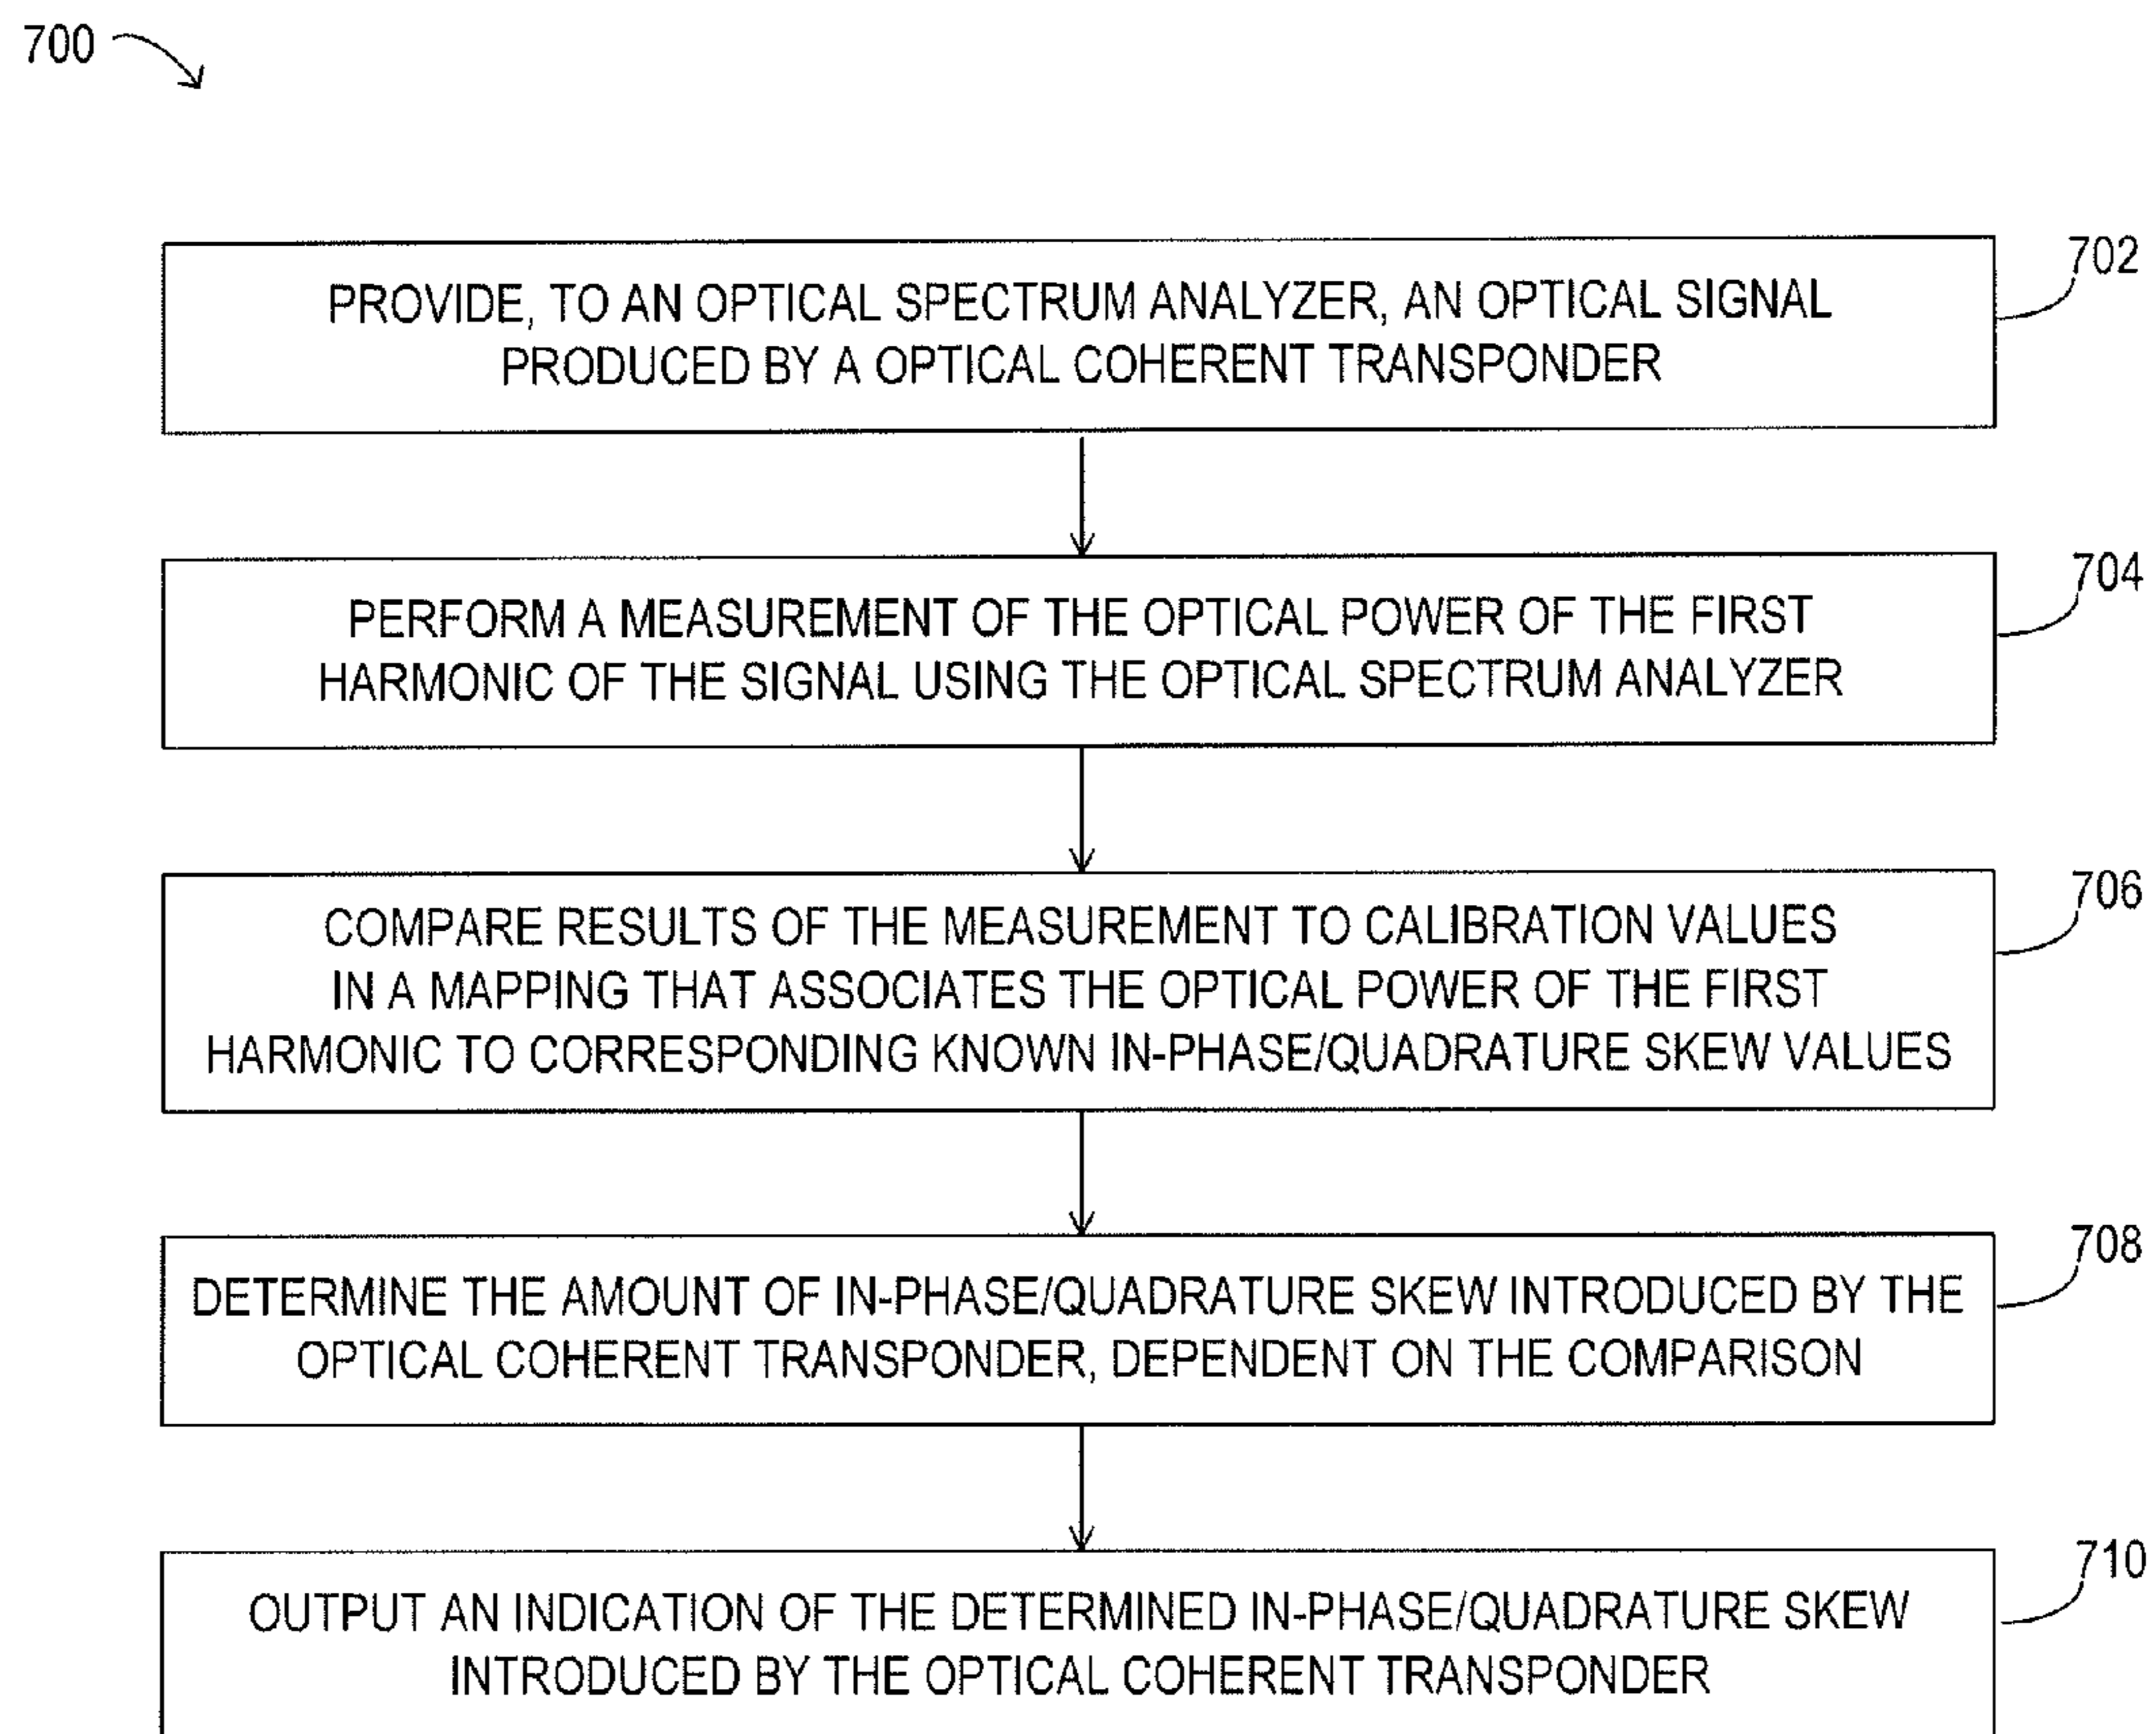 700
702
PROVIDE, TO AN OPTICAL SPECTRUM ANALYZER, AN OPTICAL SIGNAL
PRODUCED BY A OPTICAL COHERENT TRANSPONDER
704
PERFORM A MEASUREMENT OF THE OPTICAL POWER OF THE FIRST
HARMONIC OF THE SIGNAL USING THE OPTICAL SPECTRUM ANALYZER
706
COMPARE RESULTS OF THE MEASUREMENT TO CALIBRATION VALUES
IN A MAPPING THAT ASSOCIATES THE OPTICAL POWER OF THE FIRST
HARMONIC TO CORRESPONDING KNOWN IN-PHASE/QUADRATURE SKEW VALUES
708
DETERMINE THE AMOUNT OF IN-PHASE/QUADRATURE SKEW INTRODUCED BY THE
OPTICAL COHERENT TRANSPONDER, DEPENDENT ON THE COMPARISON
710
OUTPUT AN INDICATION OF THE DETERMINED IN-PHASE/QUADRATURE SKEW
INTRODUCED BY THE OPTICAL COHERENT TRANSPONDER